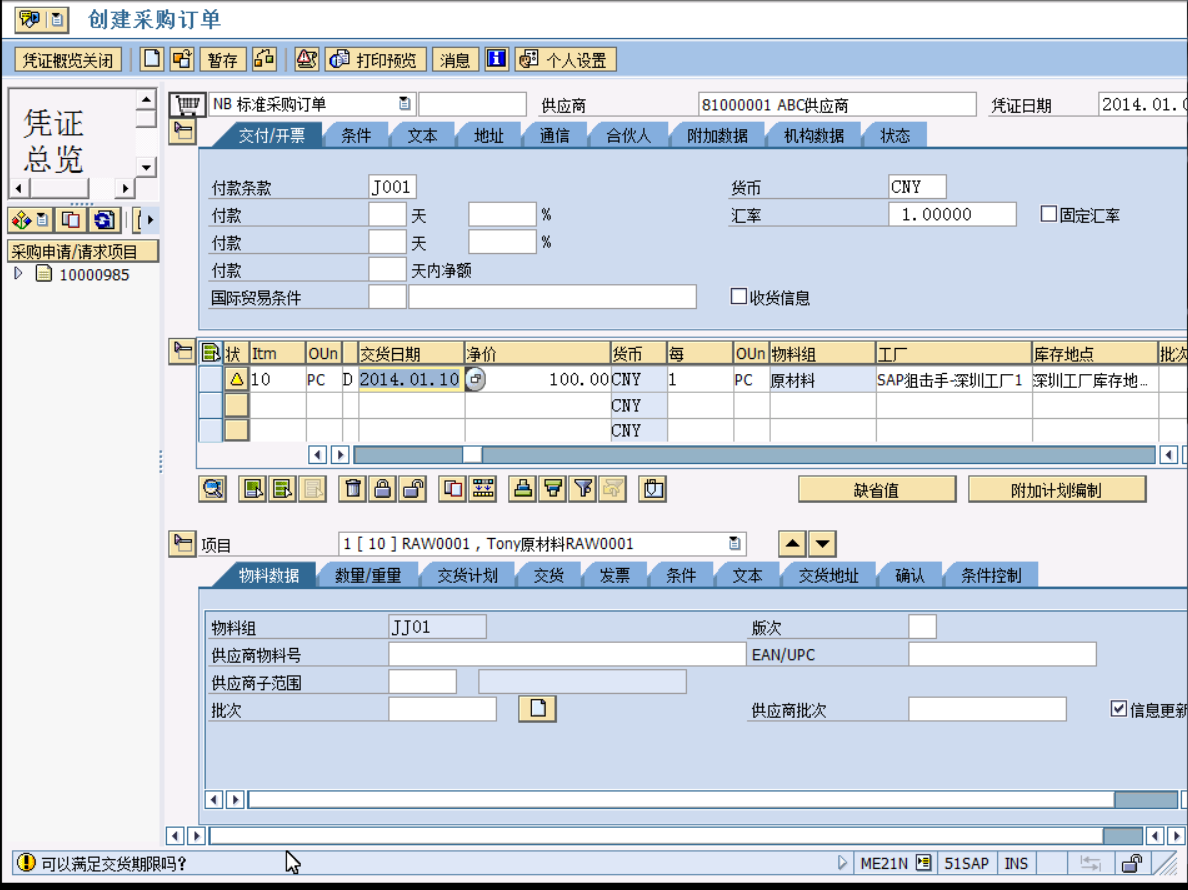 创建采购订单
凭证概览关闭 暂存 打印预览 消息 个人设置
凭证
总览
NB 标准采购订单 供应商 81000001 ABC供应商 凭证日期 2014.01.0
交付/开票 条件 文本 地址 通信 合伙人 附加数据 机构数据 状态
付款条款 J001 货币 CNY
付款 天 % 汇率 1.00000 固定汇率
付款 天 %
付款 天内净额
国际贸易条件 收货信息
采购申请/请求项目
10000985
状 Itm OUn 交货日期 净价 货币 每 OUn 物料组 工厂 库存地点 批次
10 PC D 2014.01.10 100.00 CNY 1 PC 原材料 SAP狙击手-深圳工厂1 深圳工厂库存地…
CNY
CNY
缺省值 附加计划编制
项目 1 [ 10 ] RAW0001 , Tony原材料RAW0001
物料数据 数量/重量 交货计划 交货 发票 条件 文本 交货地址 确认 条件控制
物料组 JJ01 版次
供应商物料号 EAN/UPC
供应商子范围
批次 供应商批次 信息更新
可以满足交货期限吗? ME21N 51SAP INS